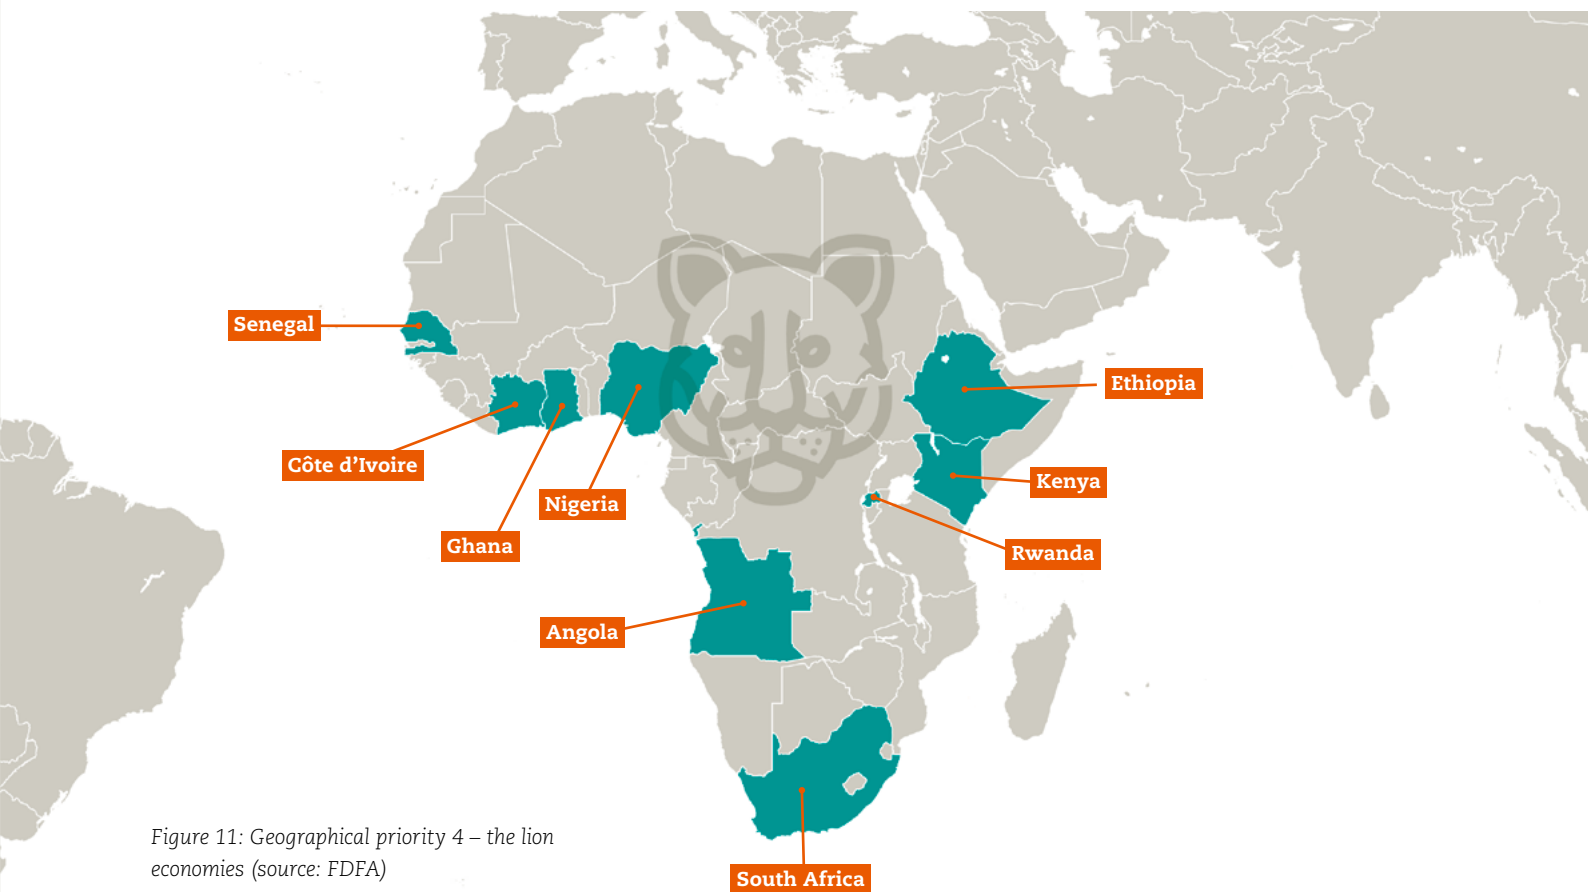 Senegal
Ethiopia
Côte d’Ivoire
Kenya
Nigeria
Ghana
Rwanda
Angola
Figure 11: Geographical priority 4 – the lion
economies (source: FDFA)
South Africa